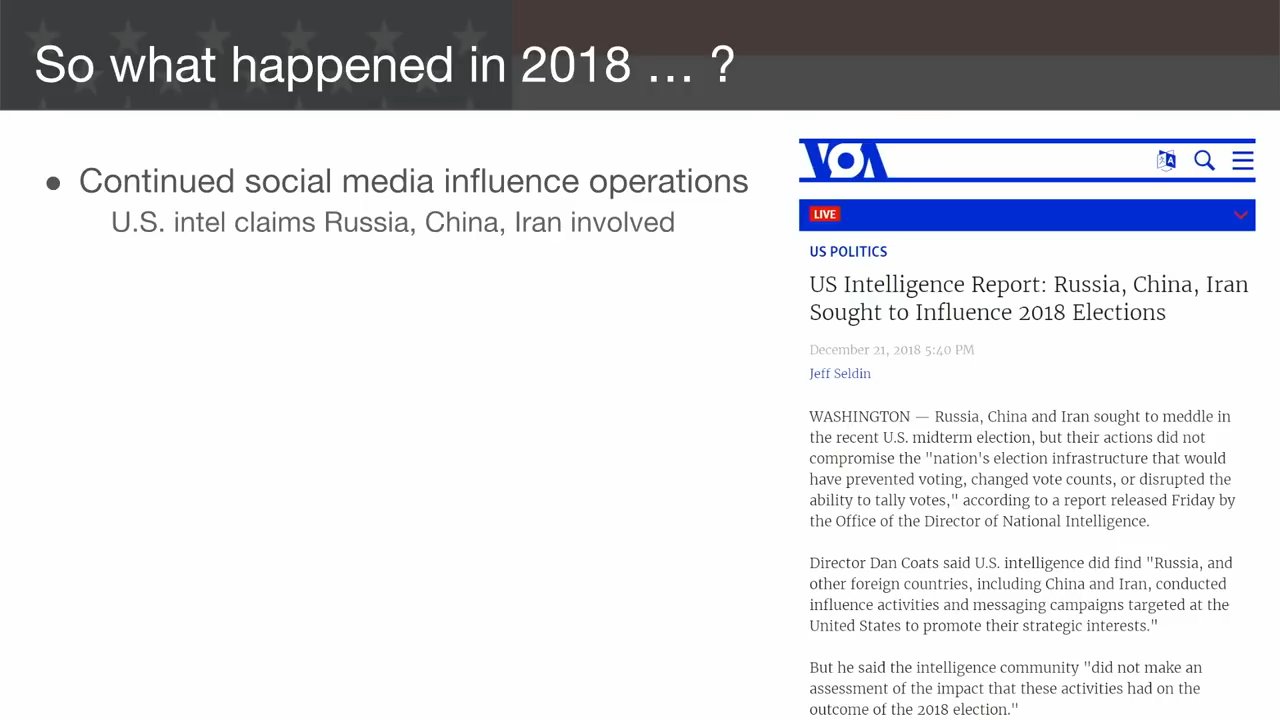 So what happened in 2018 … ?
● Continued social media influence operations
U.S. intel claims Russia, China, Iran involved
VOA
LIVE
US POLITICS
US Intelligence Report: Russia, China, Iran
Sought to Influence 2018 Elections
December 21, 2018 5:40 PM
Jeff Seldin
WASHINGTON — Russia, China and Iran sought to meddle in
the recent U.S. midterm election, but their actions did not
compromise the "nation's election infrastructure that would
have prevented voting, changed vote counts, or disrupted the
ability to tally votes," according to a report released Friday by
the Office of the Director of National Intelligence.
Director Dan Coats said U.S. intelligence did find "Russia, and
other foreign countries, including China and Iran, conducted
influence activities and messaging campaigns targeted at the
United States to promote their strategic interests."
But he said the intelligence community "did not make an
assessment of the impact that these activities had on the
outcome of the 2018 election."